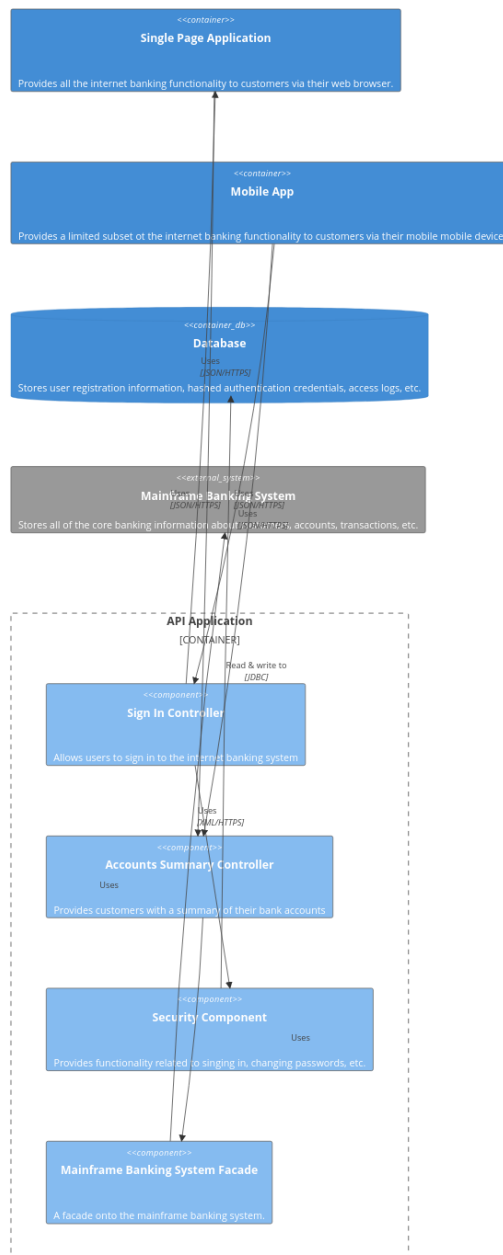 <<container>>
Single Page Application
Provides all the internet banking functionality to customers via their web browser.
<<container>>
Mobile App
Provides a limited subset ot the internet banking functionality to customers via their mobile mobile device
<<container_db>>
Database
Uses
[JSON/HTTPS]
Stores user registration information, hashed authentication credentials, access logs, etc.
<<external_system>>
Mainframe Banking System
Uses
[JSON/HTTPS]
Uses
[JSON/HTTPS]
Uses
[JSON/HTTPS]
Stores all of the core banking information about customers, accounts, transactions, etc.
API Application
[CONTAINER]
Read & write to
[JDBC]
<<component>>
Sign In Controller
Allows users to sign in to the internet banking system
Uses
[XML/HTTPS]
<<component>>
Accounts Summary Controller
Uses
Provides customers with a summary of their bank accounts
<<component>>
Security Component
Uses
Provides functionality related to singing in, changing passwords, etc.
<<component>>
Mainframe Banking System Facade
A facade onto the mainframe banking system.